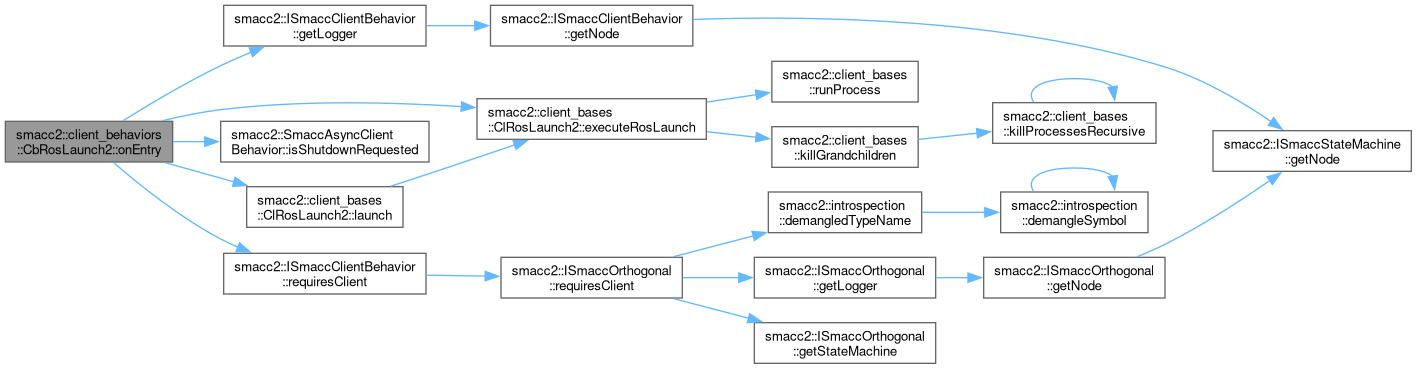 smacc2::client_behaviors
::CbRosLaunch2::onEntry
smacc2::ISmaccClientBehavior
::getLogger
smacc2::ISmaccClientBehavior
::getNode
smacc2::client_bases
::ClRosLaunch2::executeRosLaunch
smacc2::client_bases
::runProcess
smacc2::client_bases
::killGrandchildren
smacc2::client_bases
::killProcessesRecursive
smacc2::ISmaccStateMachine
::getNode
smacc2::SmaccAsyncClient
Behavior::isShutdownRequested
smacc2::client_bases
::ClRosLaunch2::launch
smacc2::ISmaccClientBehavior
::requiresClient
smacc2::ISmaccOrthogonal
::requiresClient
smacc2::introspection
::demangledTypeName
smacc2::introspection
::demangleSymbol
smacc2::ISmaccOrthogonal
::getLogger
smacc2::ISmaccOrthogonal
::getNode
smacc2::ISmaccOrthogonal
::getStateMachine